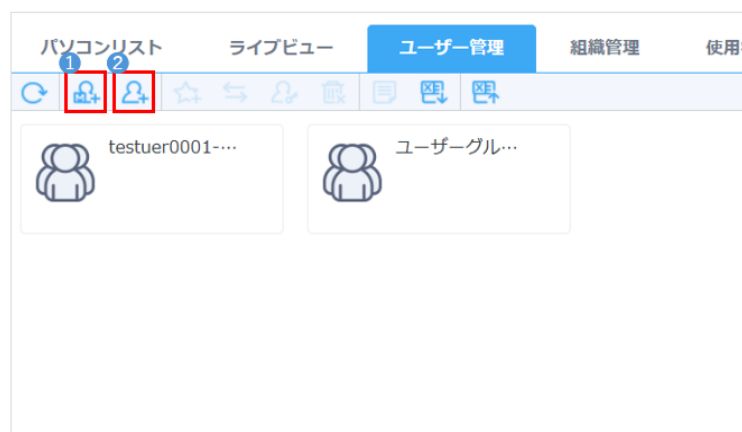 パソコンリスト ライブビュー ユーザー管理 組織管理 使用
1 2
testuer0001-… ユーザーグル…